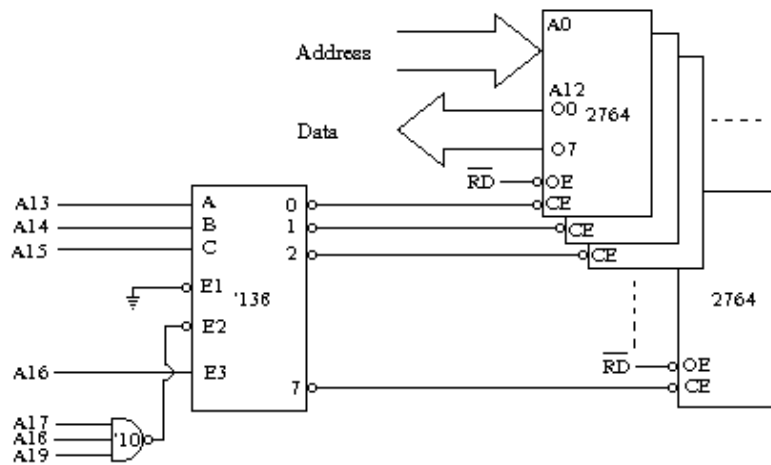 A0
Address
A12
O0
2764
Data
O7
RD
OE
CE
A13
A
0
A14
B
1
CE
A15
C
2
CE
E1
'138
2764
E2
RD
OE
A16
E3
7
CE
A17
A18
'10
A19